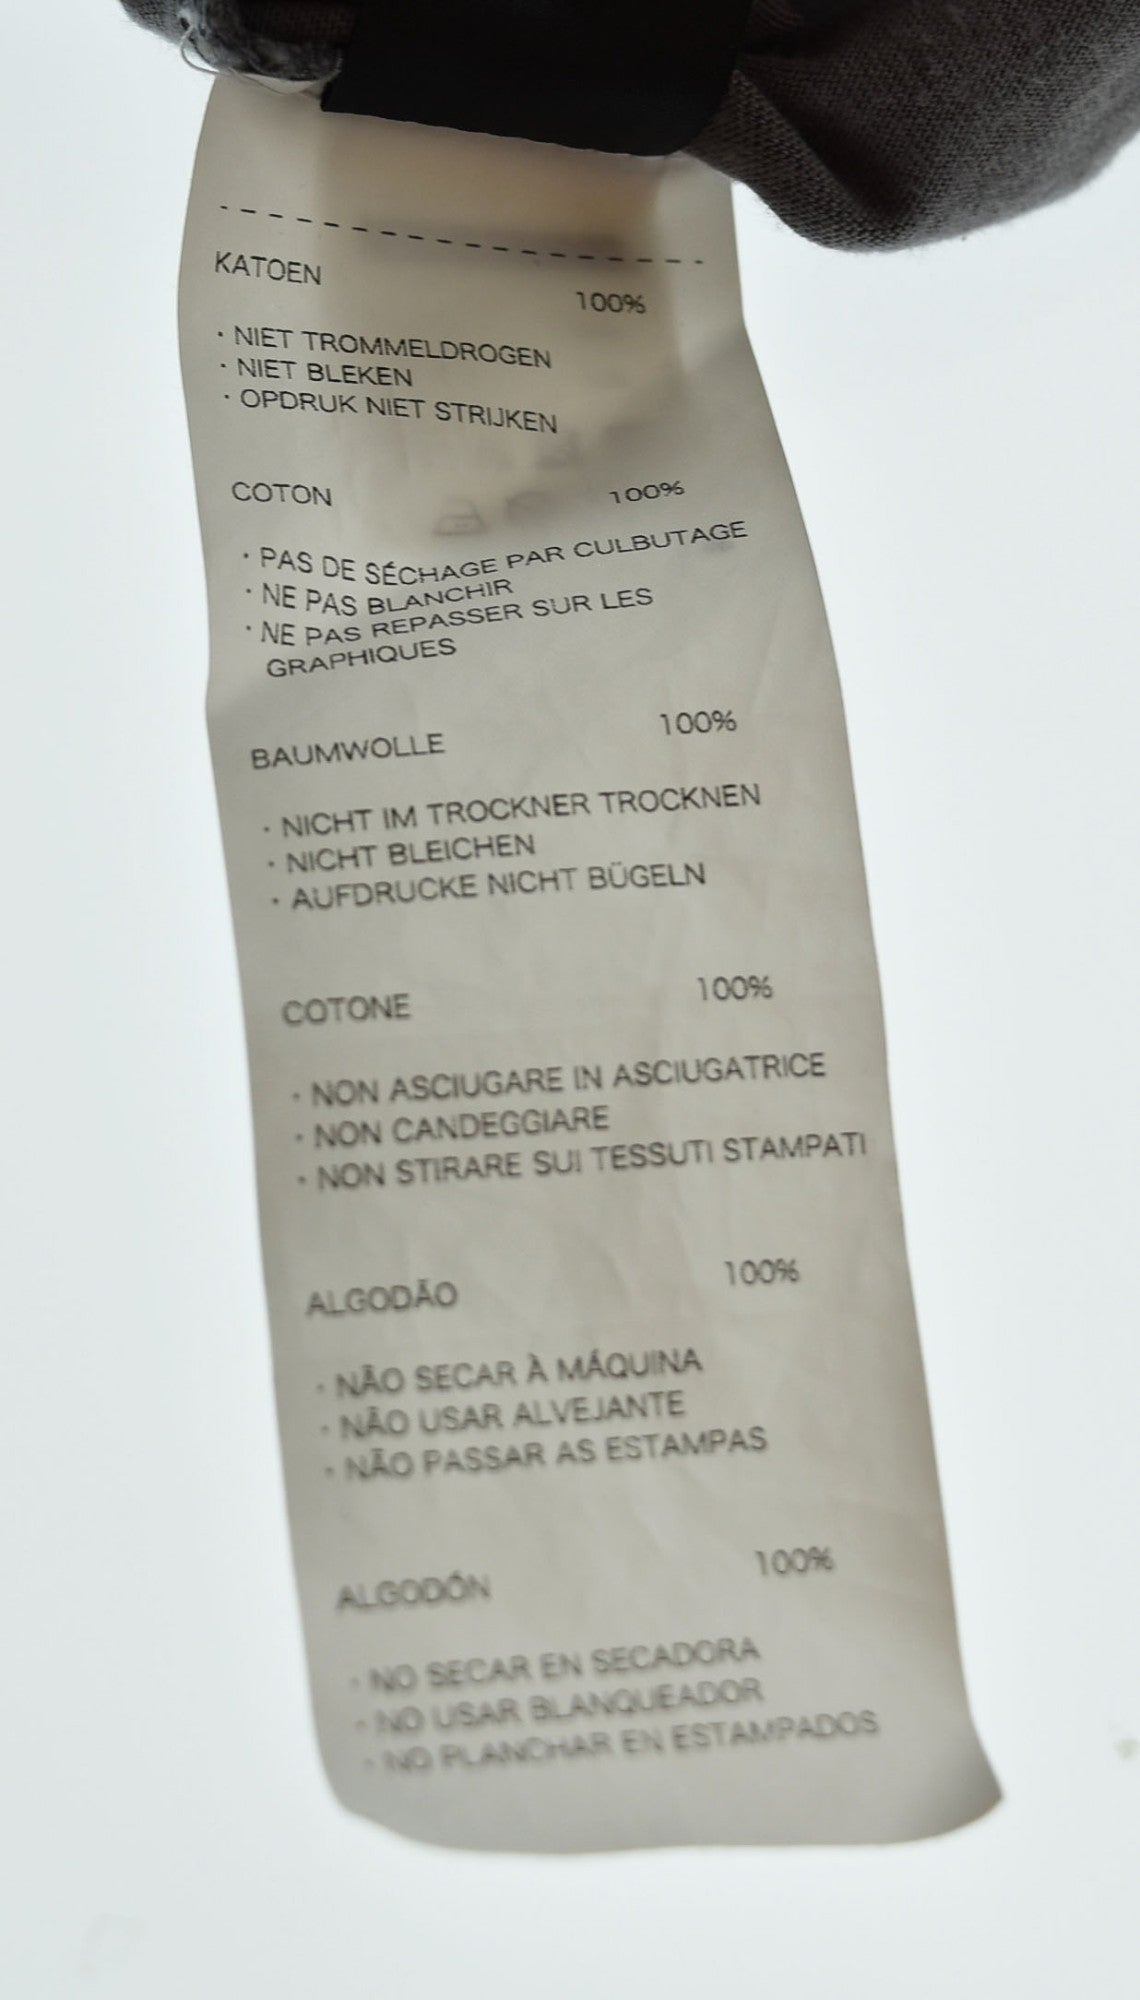 KATOEN 100%
· NIET TROMMELDROGEN
· NIET BLEKEN
· OPDRUK NIET STRIJKEN
COTON 100%
· PAS DE SÉCHAGE PAR CULBUTAGE
· NE PAS BLANCHIR
· NE PAS REPASSER SUR LES
GRAPHIQUES
BAUMWOLLE 100%
· NICHT IM TROCKNER TROCKNEN
· NICHT BLEICHEN
· AUFDRUCKE NICHT BÜGELN
COTONE 100%
· NON ASCIUGARE IN ASCIUGATRICE
· NON CANDEGGIARE
· NON STIRARE SUI TESSUTI STAMPATI
ALGODÃO 100%
· NÃO SECAR À MÁQUINA
· NÃO USAR ALVEJANTE
· NÃO PASSAR AS ESTAMPAS
ALGODÓN 100%
· NO SECAR EN SECADORA
· NO USAR BLANQUEADOR
· NO PLANCHAR EN ESTAMPADOS